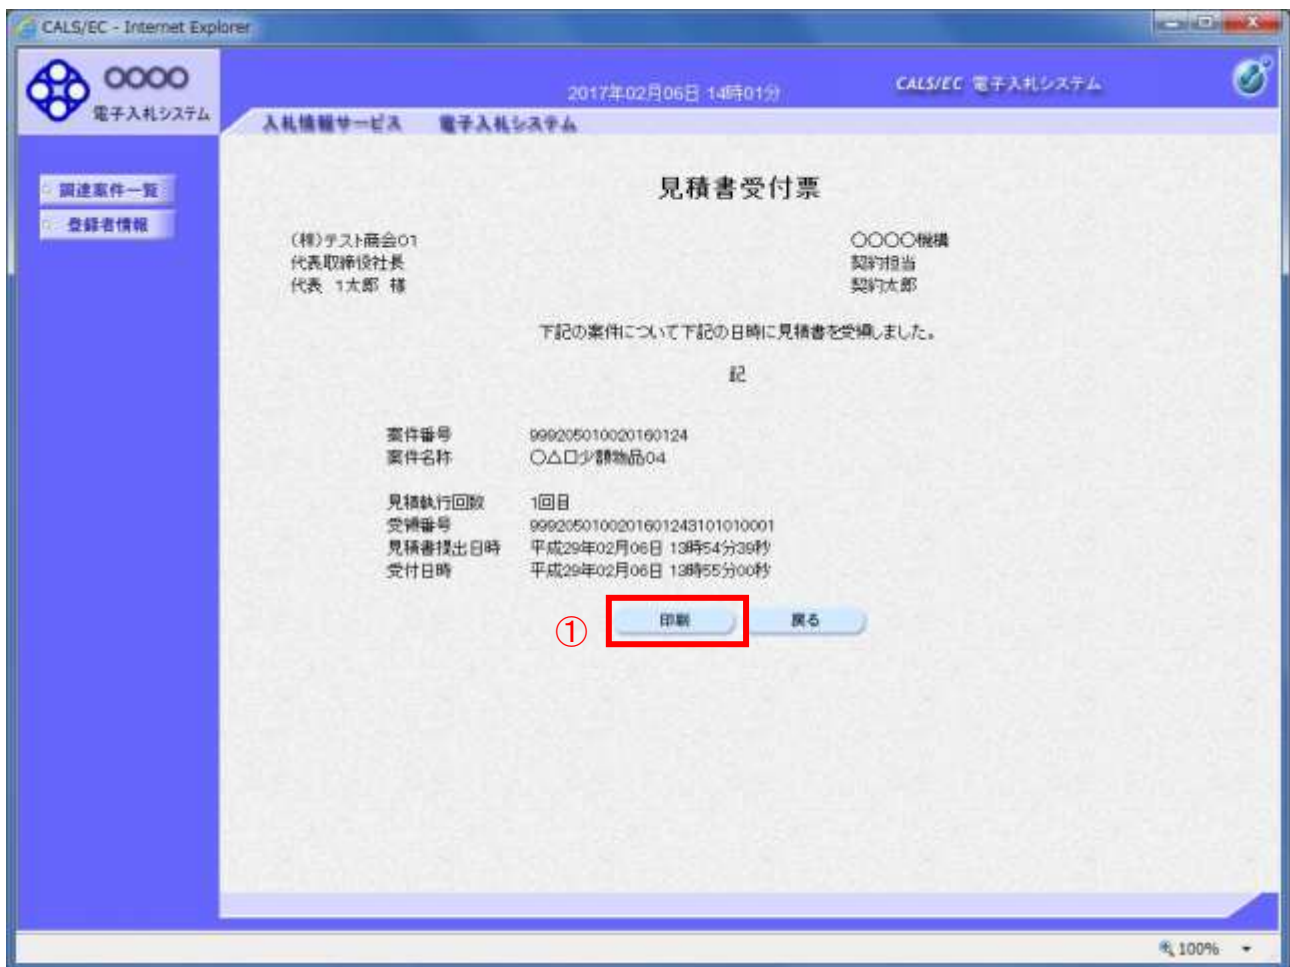 CALS/EC - Internet Explorer
〇〇〇〇
電子入札システム
2017年02月06日 14時01分
CALS/EC 電子入札システム
入札情報サービス 電子入札システム
調達案件一覧
登録者情報
見積書受付票
(株)テスト商会01
代表取締役社長
代表 1太郎 様
〇〇〇〇機構
契約担当
契約太郎
下記の案件について下記の日時に見積書を受領しました。
記
案件番号 999205010020160124
案件名称 〇△口少額物品04
見積執行回数 1回目
受領番号 9992050100201601243101010001
見積書提出日時 平成29年02月06日 13時54分39秒
受付日時 平成29年02月06日 13時55分00秒
① 印刷 戻る
100%